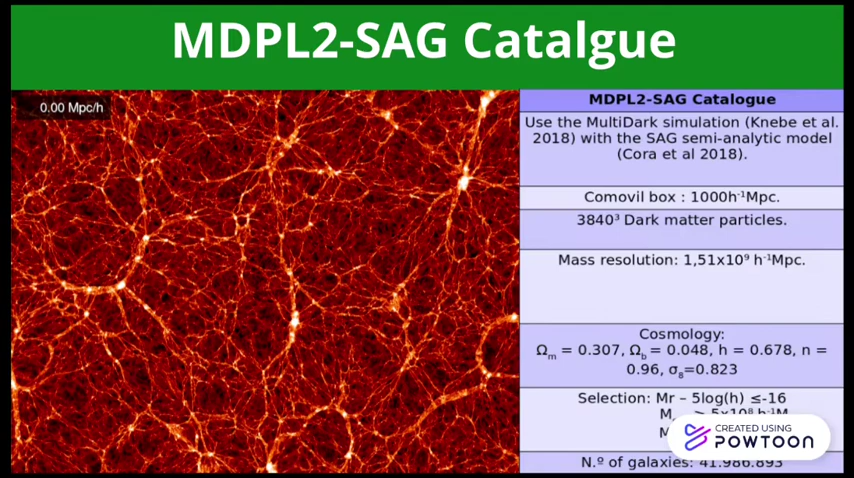 MDPL2-SAG Catalgue
0.00 Mpc/h
MDPL2-SAG Catalogue
Use the MultiDark simulation (Knebe et al.
2018) with the SAG semi-analytic model
(Cora et al 2018).
Comovil box : 1000h⁻¹Mpc.
3840³ Dark matter particles.
Mass resolution: 1,51x10⁹ h⁻¹Mpc.
Cosmology:
Ωₘ = 0.307, Ω_b = 0.048, h = 0.678, n =
0.96, σ₈=0.823
Selection: Mr – 5log(h) ≤-16
N.º of galaxies: 41.986.893
CREATED USING
POWTOON